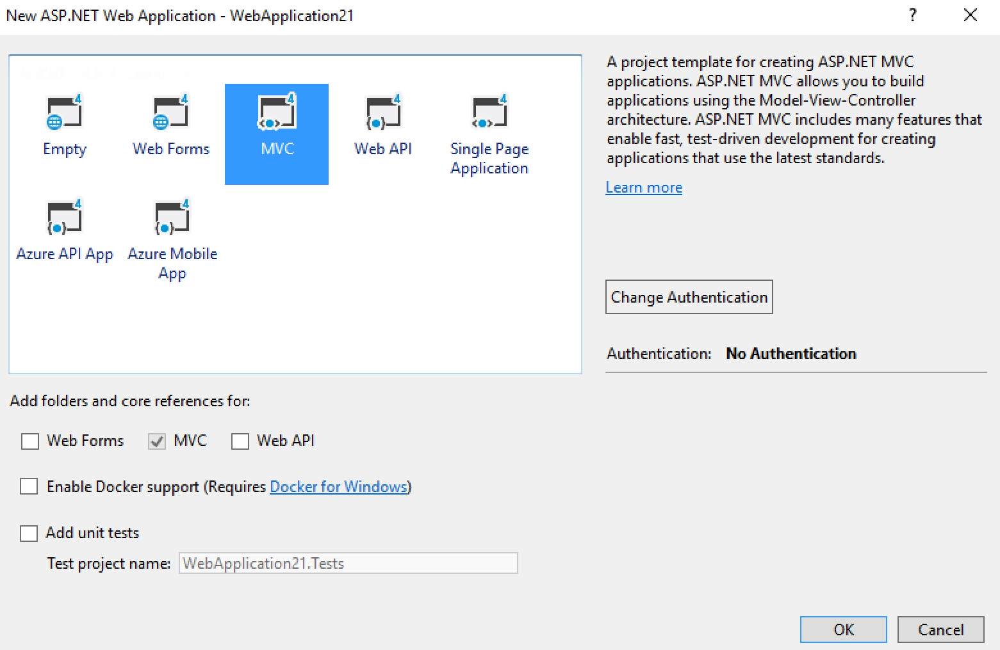 New ASP.NET Web Application - WebApplication21
?
4
4
4
4
4
Empty
Web Forms
MVC
Web API
Single Page
Application
4
4
Azure API App
Azure Mobile
App
A project template for creating ASP.NET MVC
applications. ASP.NET MVC allows you to build
applications using the Model-View-Controller
architecture. ASP.NET MVC includes many features that
enable fast, test-driven development for creating
applications that use the latest standards.
Learn more
Change Authentication
Authentication: No Authentication
Add folders and core references for:
Web Forms MVC Web API
Enable Docker support (Requires Docker for Windows)
Add unit tests
Test project name: WebApplication21.Tests
OK Cancel